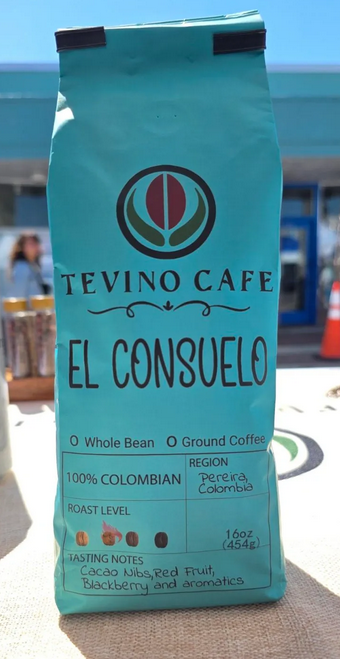 TEVINO CAFE
EL CONSUELO
O Whole Bean O Ground Coffee
100% COLOMBIAN
REGION
Pereira,
Colombia
ROAST LEVEL
16oz
(454g)
TASTING NOTES
Cacao Nibs,Red Fruit,
Blackberry and aromatics